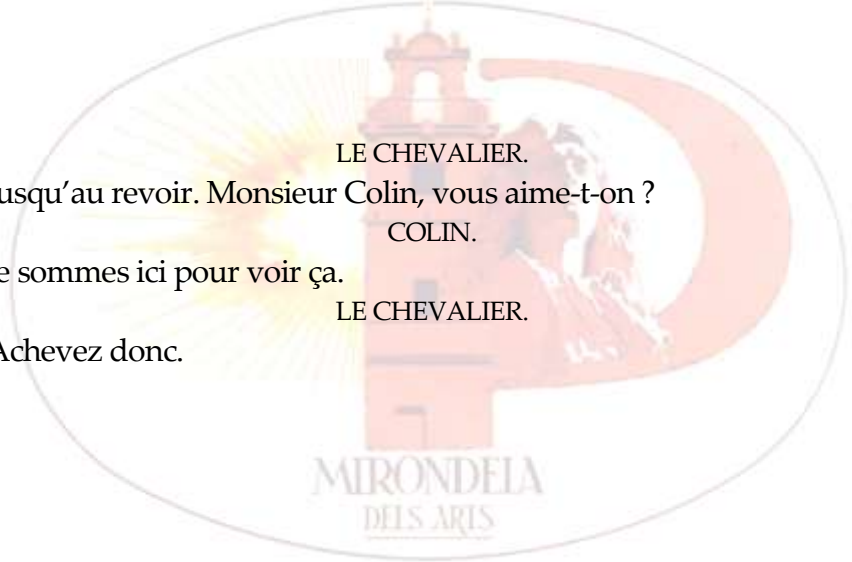 LE CHEVALIER.
usqu'au revoir. Monsieur Colin, vous aime-t-on ?
COLIN.
e sommes ici pour voir ça.
LE CHEVALIER.
Achevez donc.
MIRONDELA
DELS ARTS